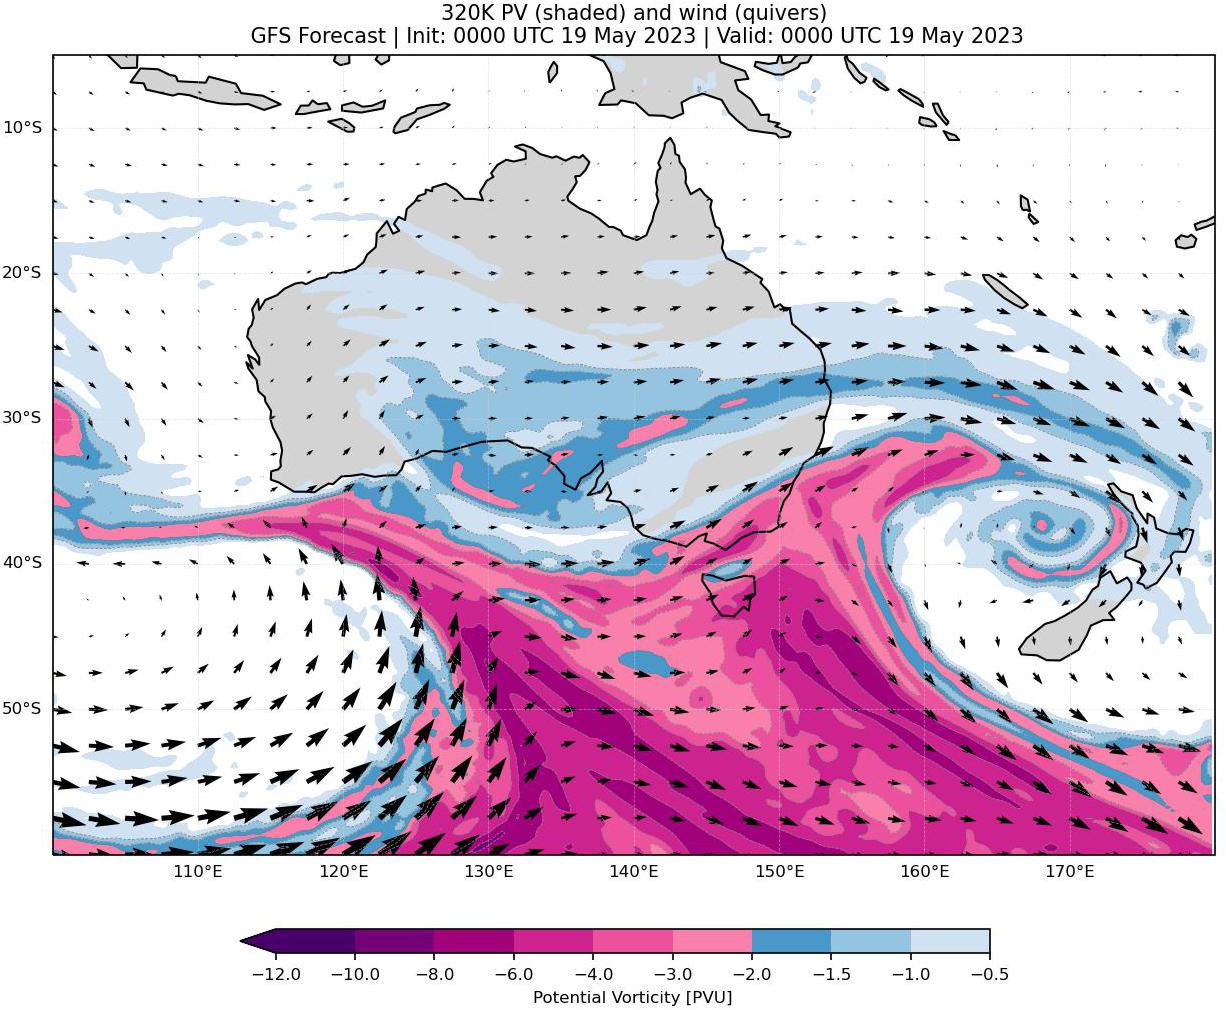 320K PV (shaded) and wind (quivers)
GFS Forecast | Init: 0000 UTC 19 May 2023 | Valid: 0000 UTC 19 May 2023
10°S
20°S
30°S
40°S
50°S
110°E 120°E 130°E 140°E 150°E 160°E 170°E
−12.0 −10.0 −8.0 −6.0 −4.0 −3.0 −2.0 −1.5 −1.0 −0.5
Potential Vorticity [PVU]